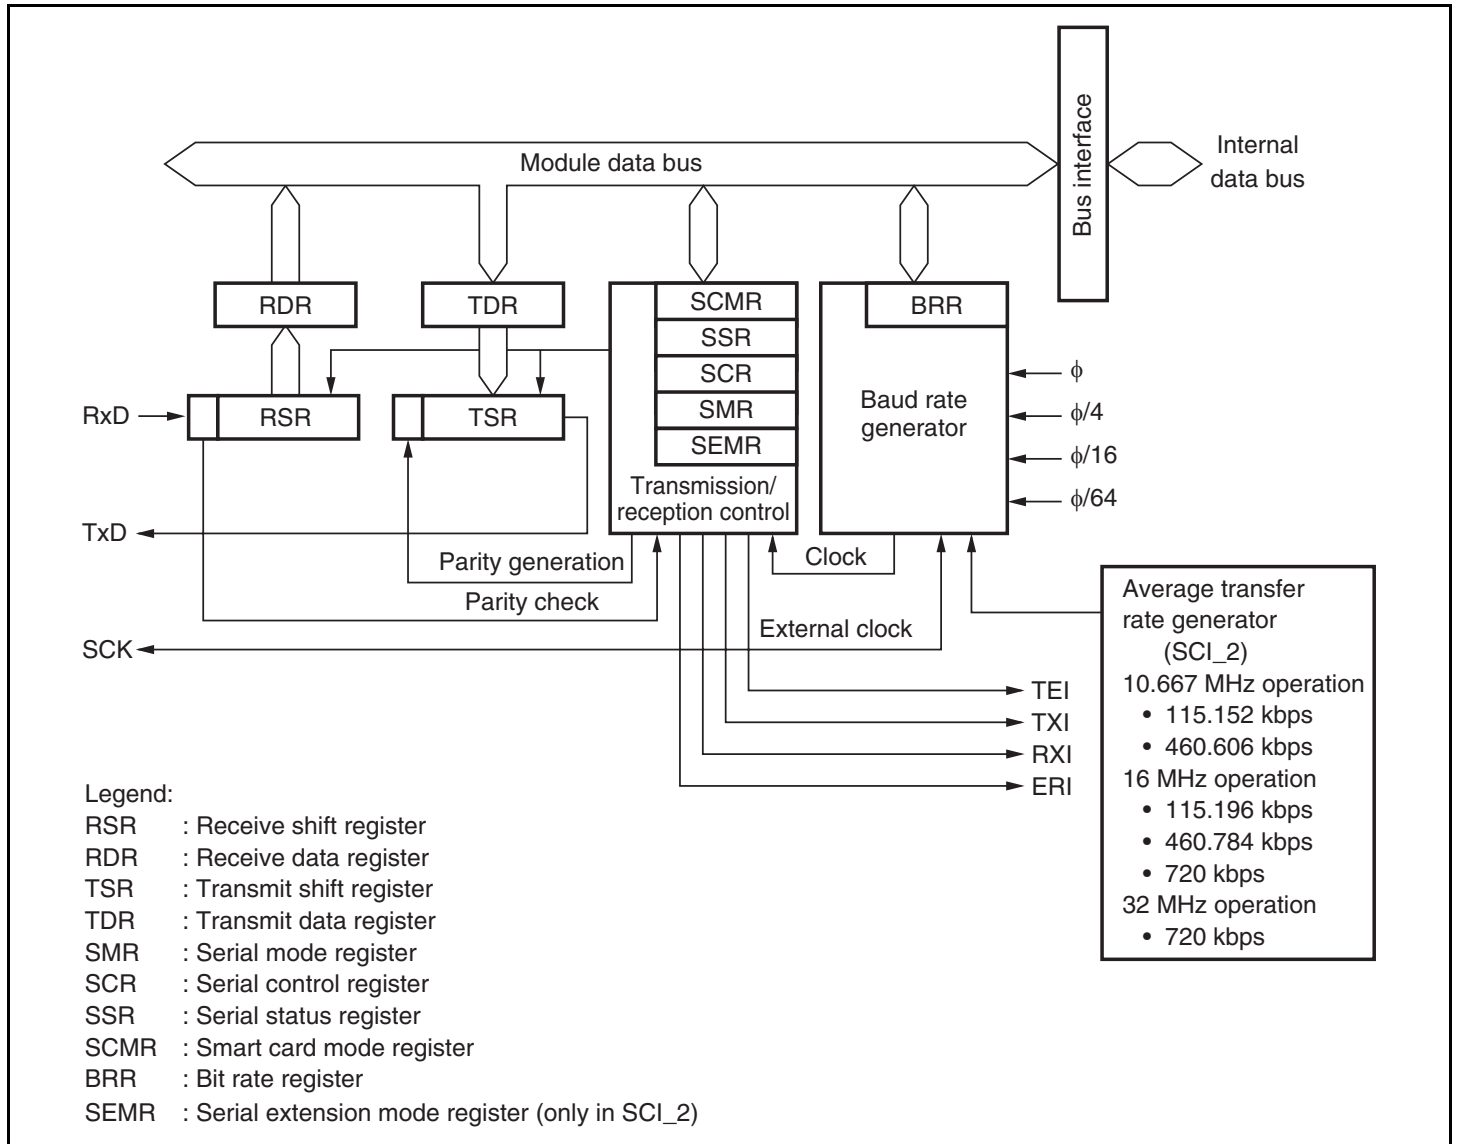 Module data bus
Bus interface
Internal
data bus
RDR
TDR
SCMR
SSR
SCR
SMR
SEMR
Transmission/
reception control
BRR
Baud rate
generator
φ
φ/4
φ/16
φ/64
RxD
RSR
TSR
TxD
Parity generation
Parity check
Clock
External clock
SCK
TEI
TXI
RXI
ERI
Average transfer
rate generator
(SCI_2)
10.667 MHz operation
• 115.152 kbps
• 460.606 kbps
16 MHz operation
• 115.196 kbps
• 460.784 kbps
• 720 kbps
32 MHz operation
• 720 kbps
Legend:
RSR : Receive shift register
RDR : Receive data register
TSR : Transmit shift register
TDR : Transmit data register
SMR : Serial mode register
SCR : Serial control register
SSR : Serial status register
SCMR : Smart card mode register
BRR : Bit rate register
SEMR : Serial extension mode register (only in SCI_2)